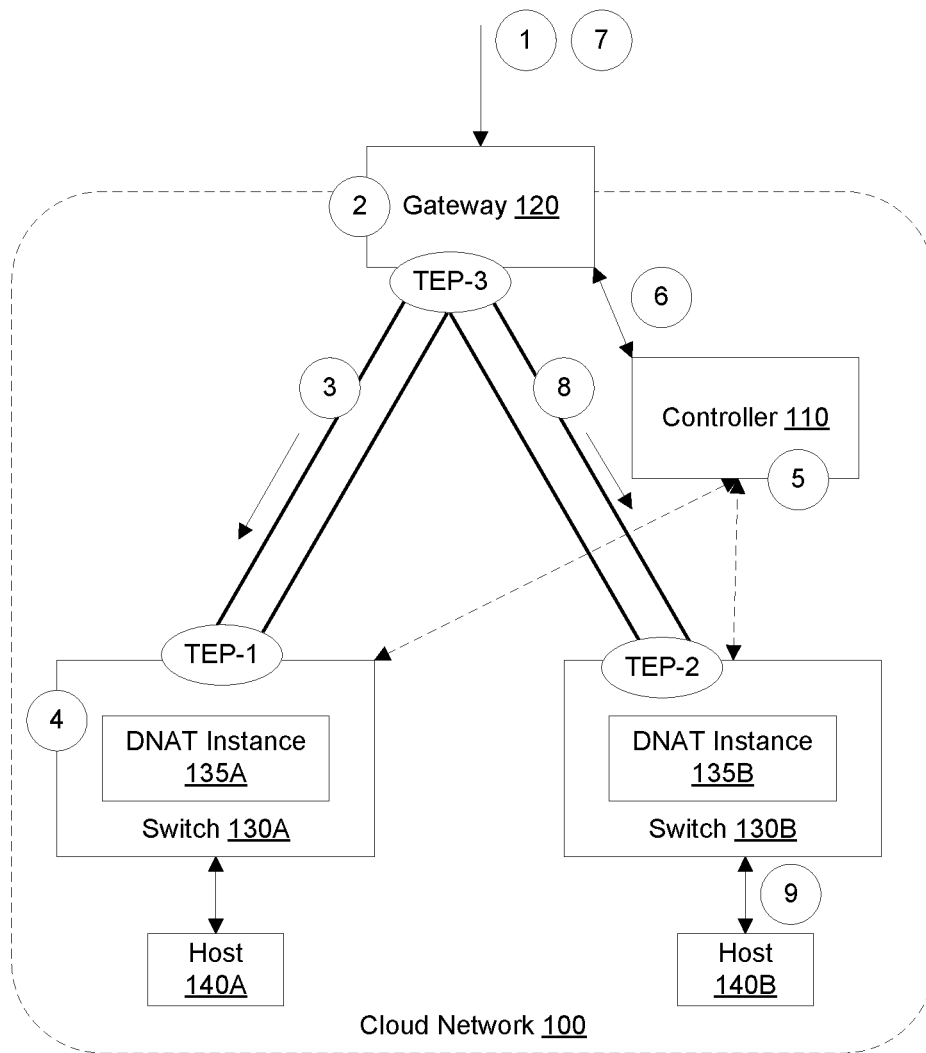 1 7
2
Gateway 120
TEP-3
6
3
8
Controller 110
5
TEP-1
TEP-2
4
DNAT Instance
135A
Switch 130A
DNAT Instance
135B
Switch 130B
9
Host
140A
Host
140B
Cloud Network 100